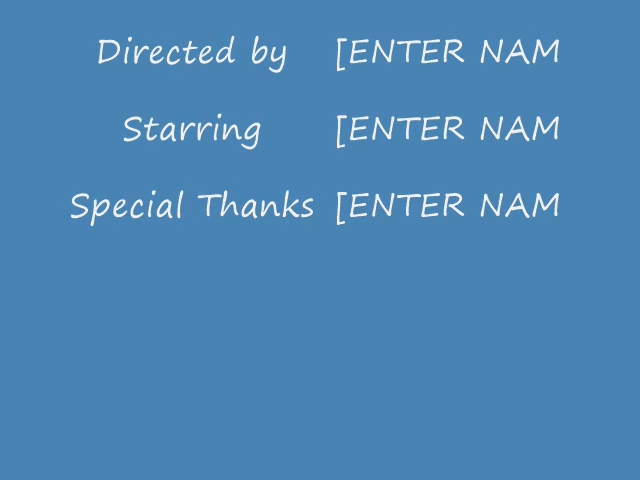 Directed by [ENTER NAM
Starring [ENTER NAM
Special Thanks [ENTER NAM